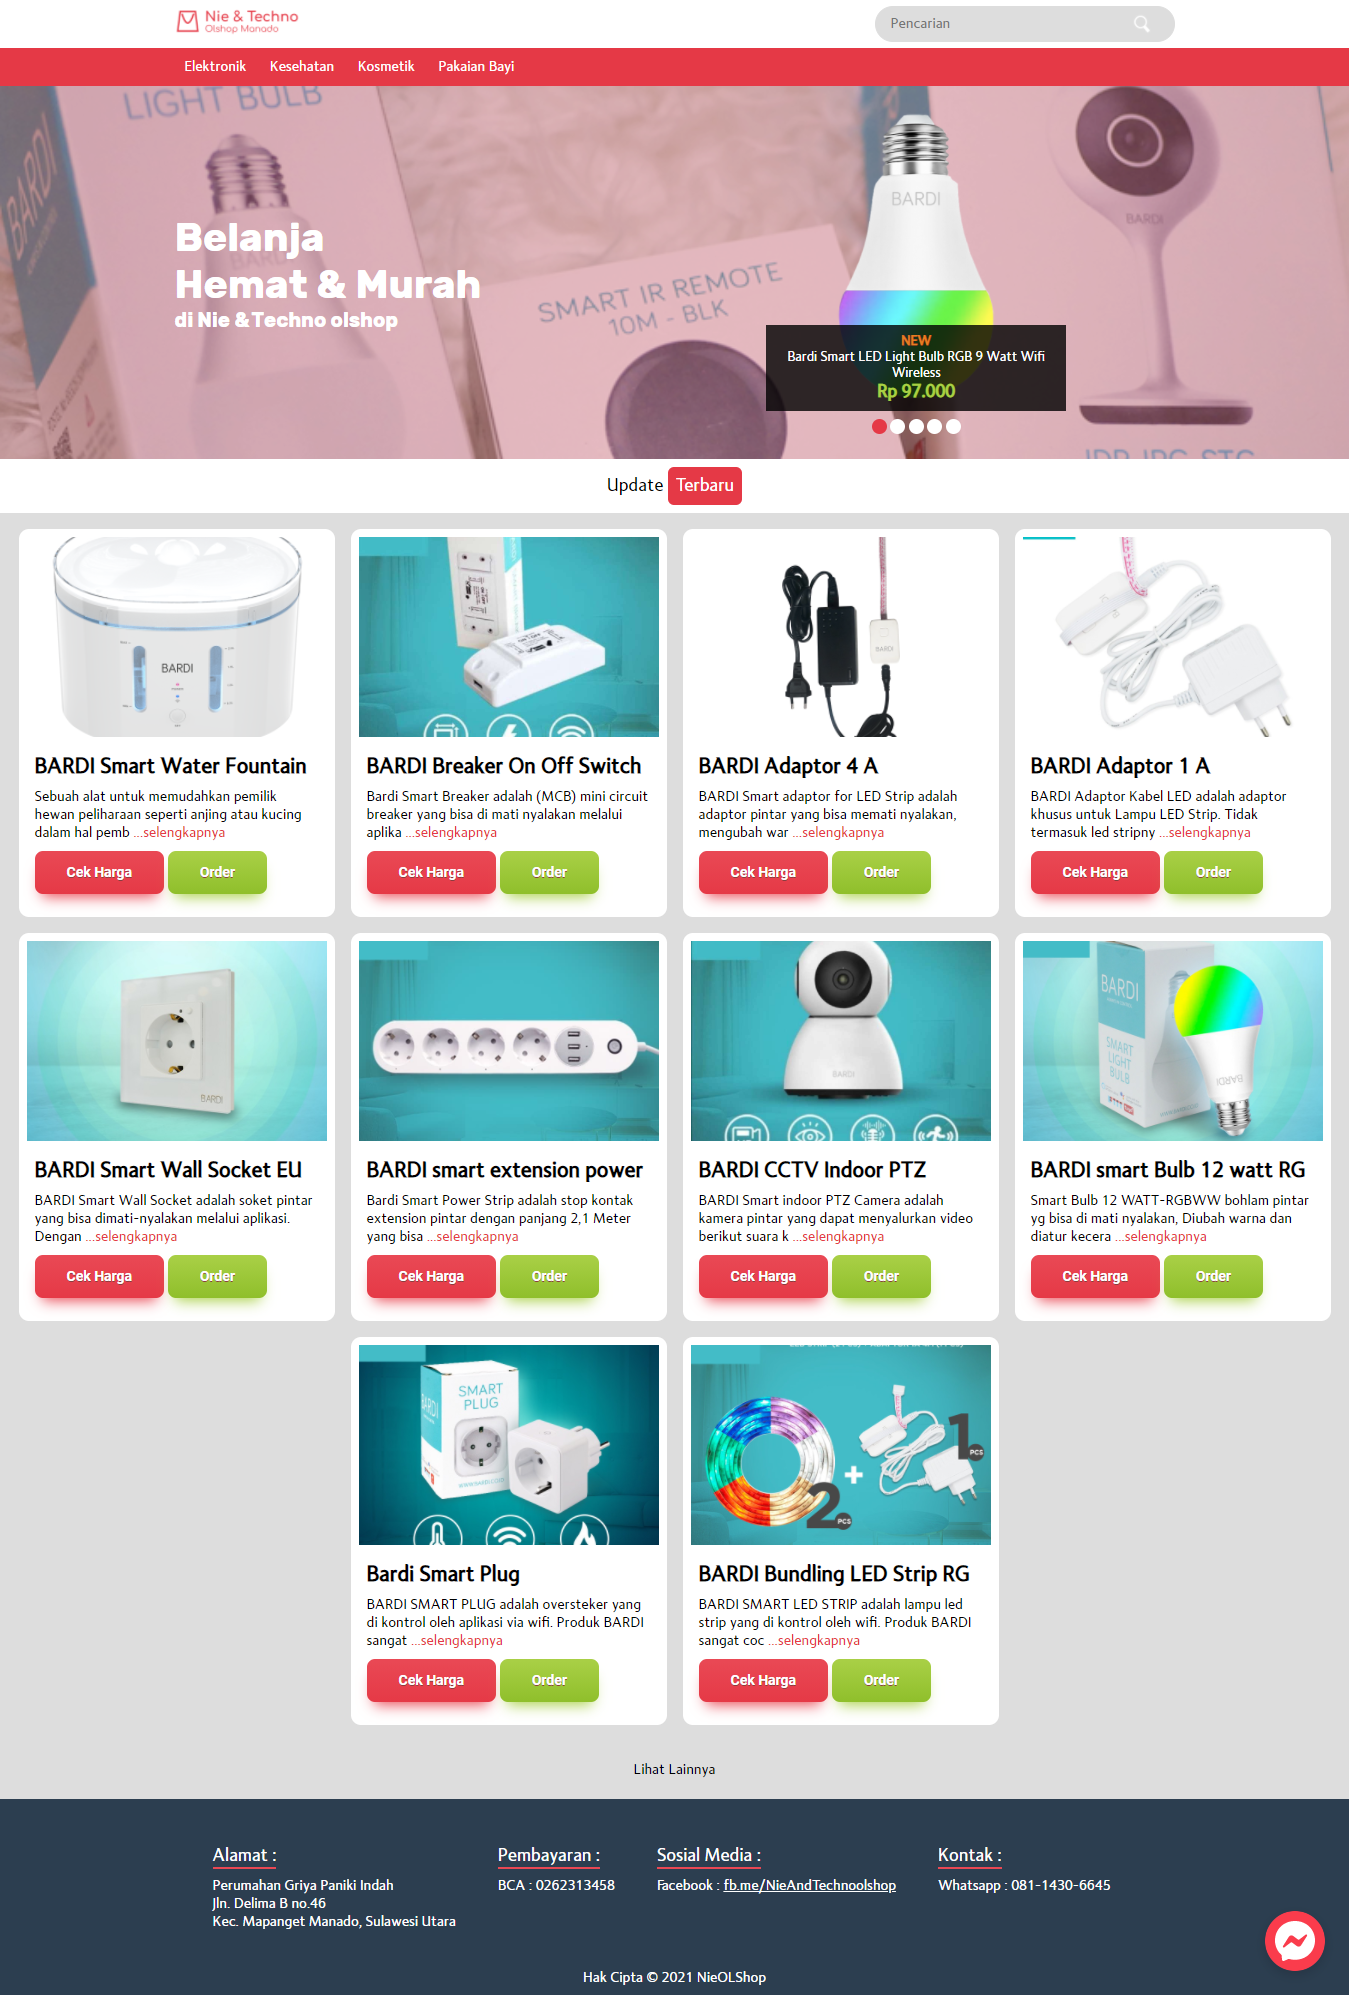 Nie & Techno
Olshop Manado
Pencarian
Elektronik Kesehatan Kosmetik Pakaian Bayi
LIGHT BULB
BARDI
BARDI
BARDI
BARDI
SMART IR REMOTE
10M - BLK
Belanja
Hemat & Murah
di Nie & Techno olshop
NEW
Bardi Smart LED Light Bulb RGB 9 Watt Wifi
Wireless
Rp 97.000
Update Terbaru
BARDI
BARDI
BARDI Smart Water Fountain
Sebuah alat untuk memudahkan pemilik
hewan peliharaan seperti anjing atau kucing
dalam hal pemb ...selengkapnya
Cek Harga Order
BARDI Breaker On Off Switch
Bardi Smart Breaker adalah (MCB) mini circuit
breaker yang bisa di mati nyalakan melalui
aplika ...selengkapnya
Cek Harga Order
BARDI Adaptor 4 A
BARDI Smart adaptor for LED Strip adalah
adaptor pintar yang bisa memati nyalakan,
mengubah war ...selengkapnya
Cek Harga Order
BARDI Adaptor 1 A
BARDI Adaptor Kabel LED adalah adaptor
khusus untuk Lampu LED Strip. Tidak
termasuk led stripny ...selengkapnya
Cek Harga Order
BARDI
BARDI Smart Wall Socket EU
BARDI Smart Wall Socket adalah soket pintar
yang bisa dimati-nyalakan melalui aplikasi.
Dengan ...selengkapnya
Cek Harga Order
BARDI smart extension power
Bardi Smart Power Strip adalah stop kontak
extension pintar dengan panjang 2,1 Meter
yang bisa ...selengkapnya
Cek Harga Order
BARDI
BARDI CCTV Indoor PTZ
BARDI Smart indoor PTZ Camera adalah
kamera pintar yang dapat menyalurkan video
berikut suara k ...selengkapnya
Cek Harga Order
BARDI
SMART
LIGHT
BULB
BARDI
BARDI smart Bulb 12 watt RG
Smart Bulb 12 WATT-RGBWW bohlam pintar
yg bisa di mati nyalakan, Diubah warna dan
diatur kecera ...selengkapnya
Cek Harga Order
BARDI
SMART
PLUG
Bardi Smart Plug
BARDI SMART PLUG adalah oversteker yang
di kontrol oleh aplikasi via wifi. Produk BARDI
sangat ...selengkapnya
Cek Harga Order
+
1 PCS
2 PCS
BARDI Bundling LED Strip RG
BARDI SMART LED STRIP adalah lampu led
strip yang di kontrol oleh wifi. Produk BARDI
sangat coc ...selengkapnya
Cek Harga Order
Lihat Lainnya
Alamat :
Perumahan Griya Paniki Indah
Jln. Delima B no.46
Kec. Mapanget Manado, Sulawesi Utara
Pembayaran :
BCA : 0262313458
Sosial Media :
Facebook : fb.me/NieAndTechnoolshop
Kontak :
Whatsapp : 081-1430-6645
Hak Cipta © 2021 NieOLShop